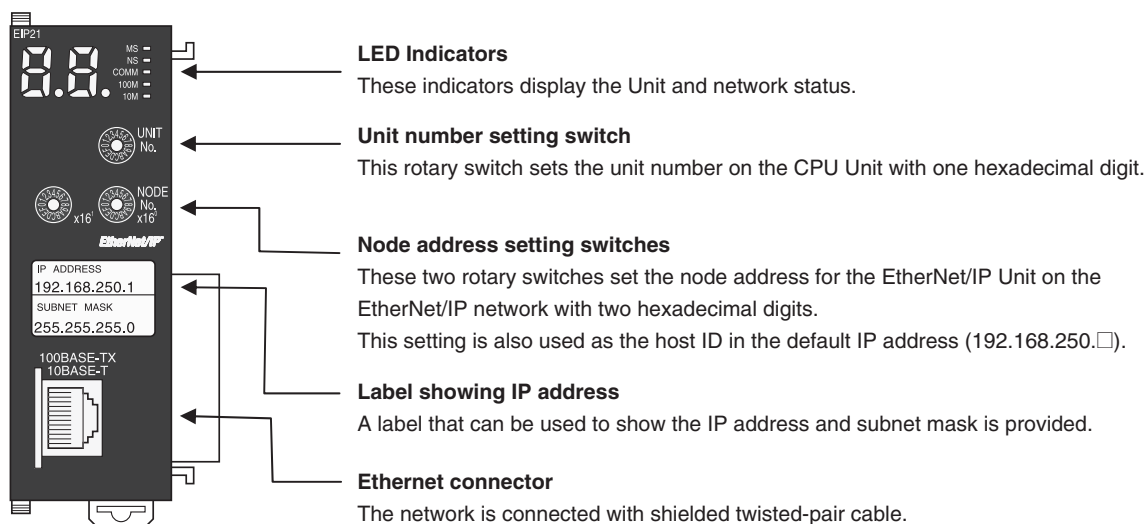 EIP21
8.8.
MS
NS
COMM
100M
10M
UNIT
No.
NODE
No.
x16¹
x16⁰
EtherNet/IP
IP ADDRESS
192.168.250.1
SUBNET MASK
255.255.255.0
100BASE-TX
10BASE-T
LED Indicators
These indicators display the Unit and network status.
Unit number setting switch
This rotary switch sets the unit number on the CPU Unit with one hexadecimal digit.
Node address setting switches
These two rotary switches set the node address for the EtherNet/IP Unit on the
EtherNet/IP network with two hexadecimal digits.
This setting is also used as the host ID in the default IP address (192.168.250.□).
Label showing IP address
A label that can be used to show the IP address and subnet mask is provided.
Ethernet connector
The network is connected with shielded twisted-pair cable.